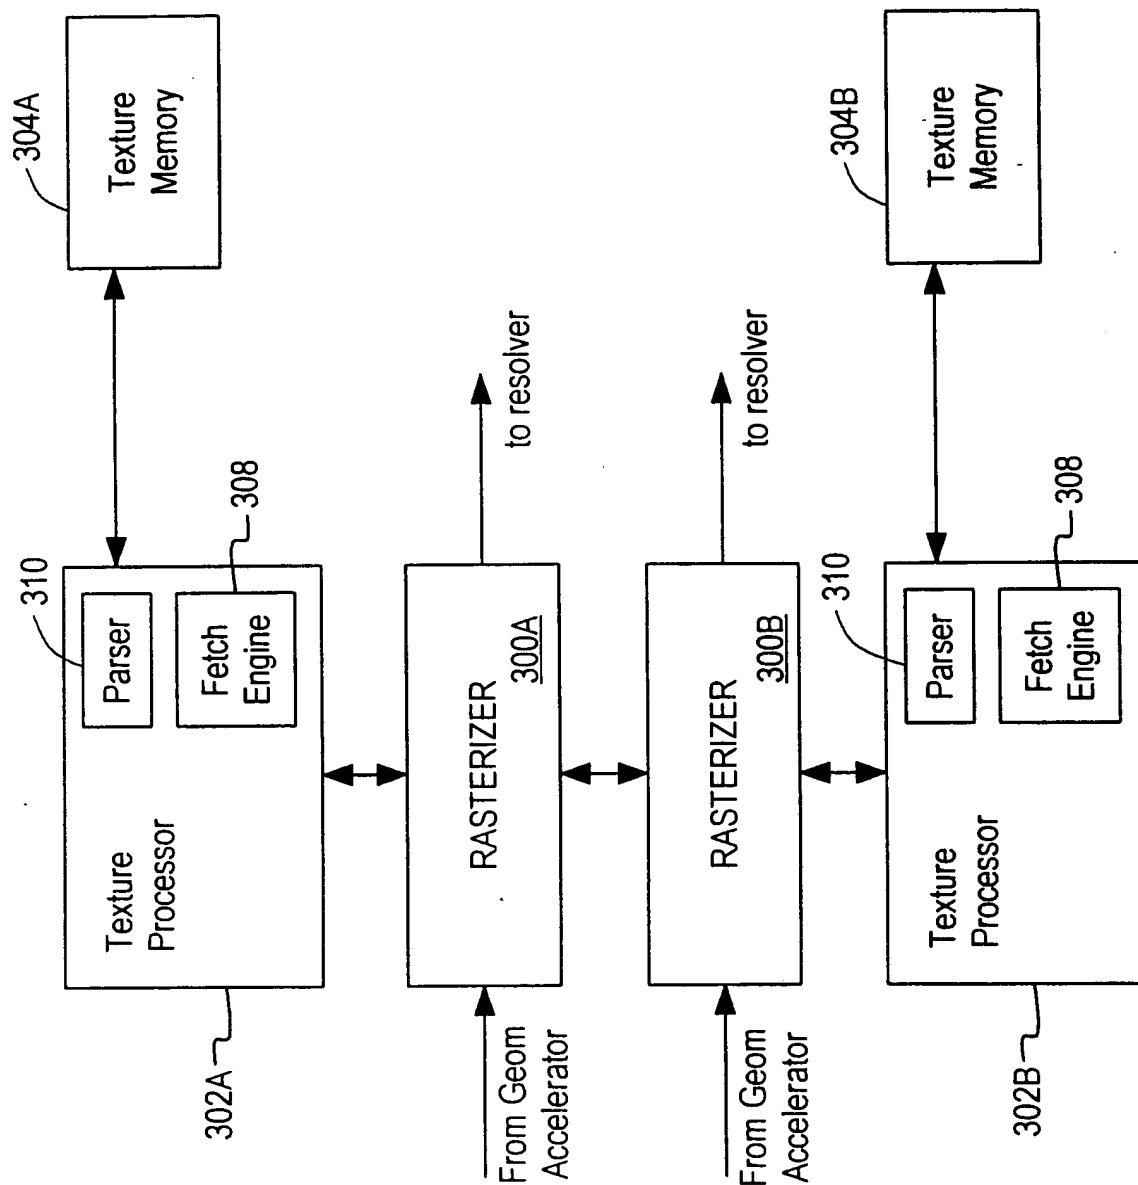 304A
Texture
Memory
310
308
Parser
Fetch
Engine
Texture
Processor
302A
to resolver
RASTERIZER
300A
From Geom
Accelerator
to resolver
RASTERIZER
300B
From Geom
Accelerator
304B
Texture
Memory
310
308
Parser
Fetch
Engine
Texture
Processor
302B